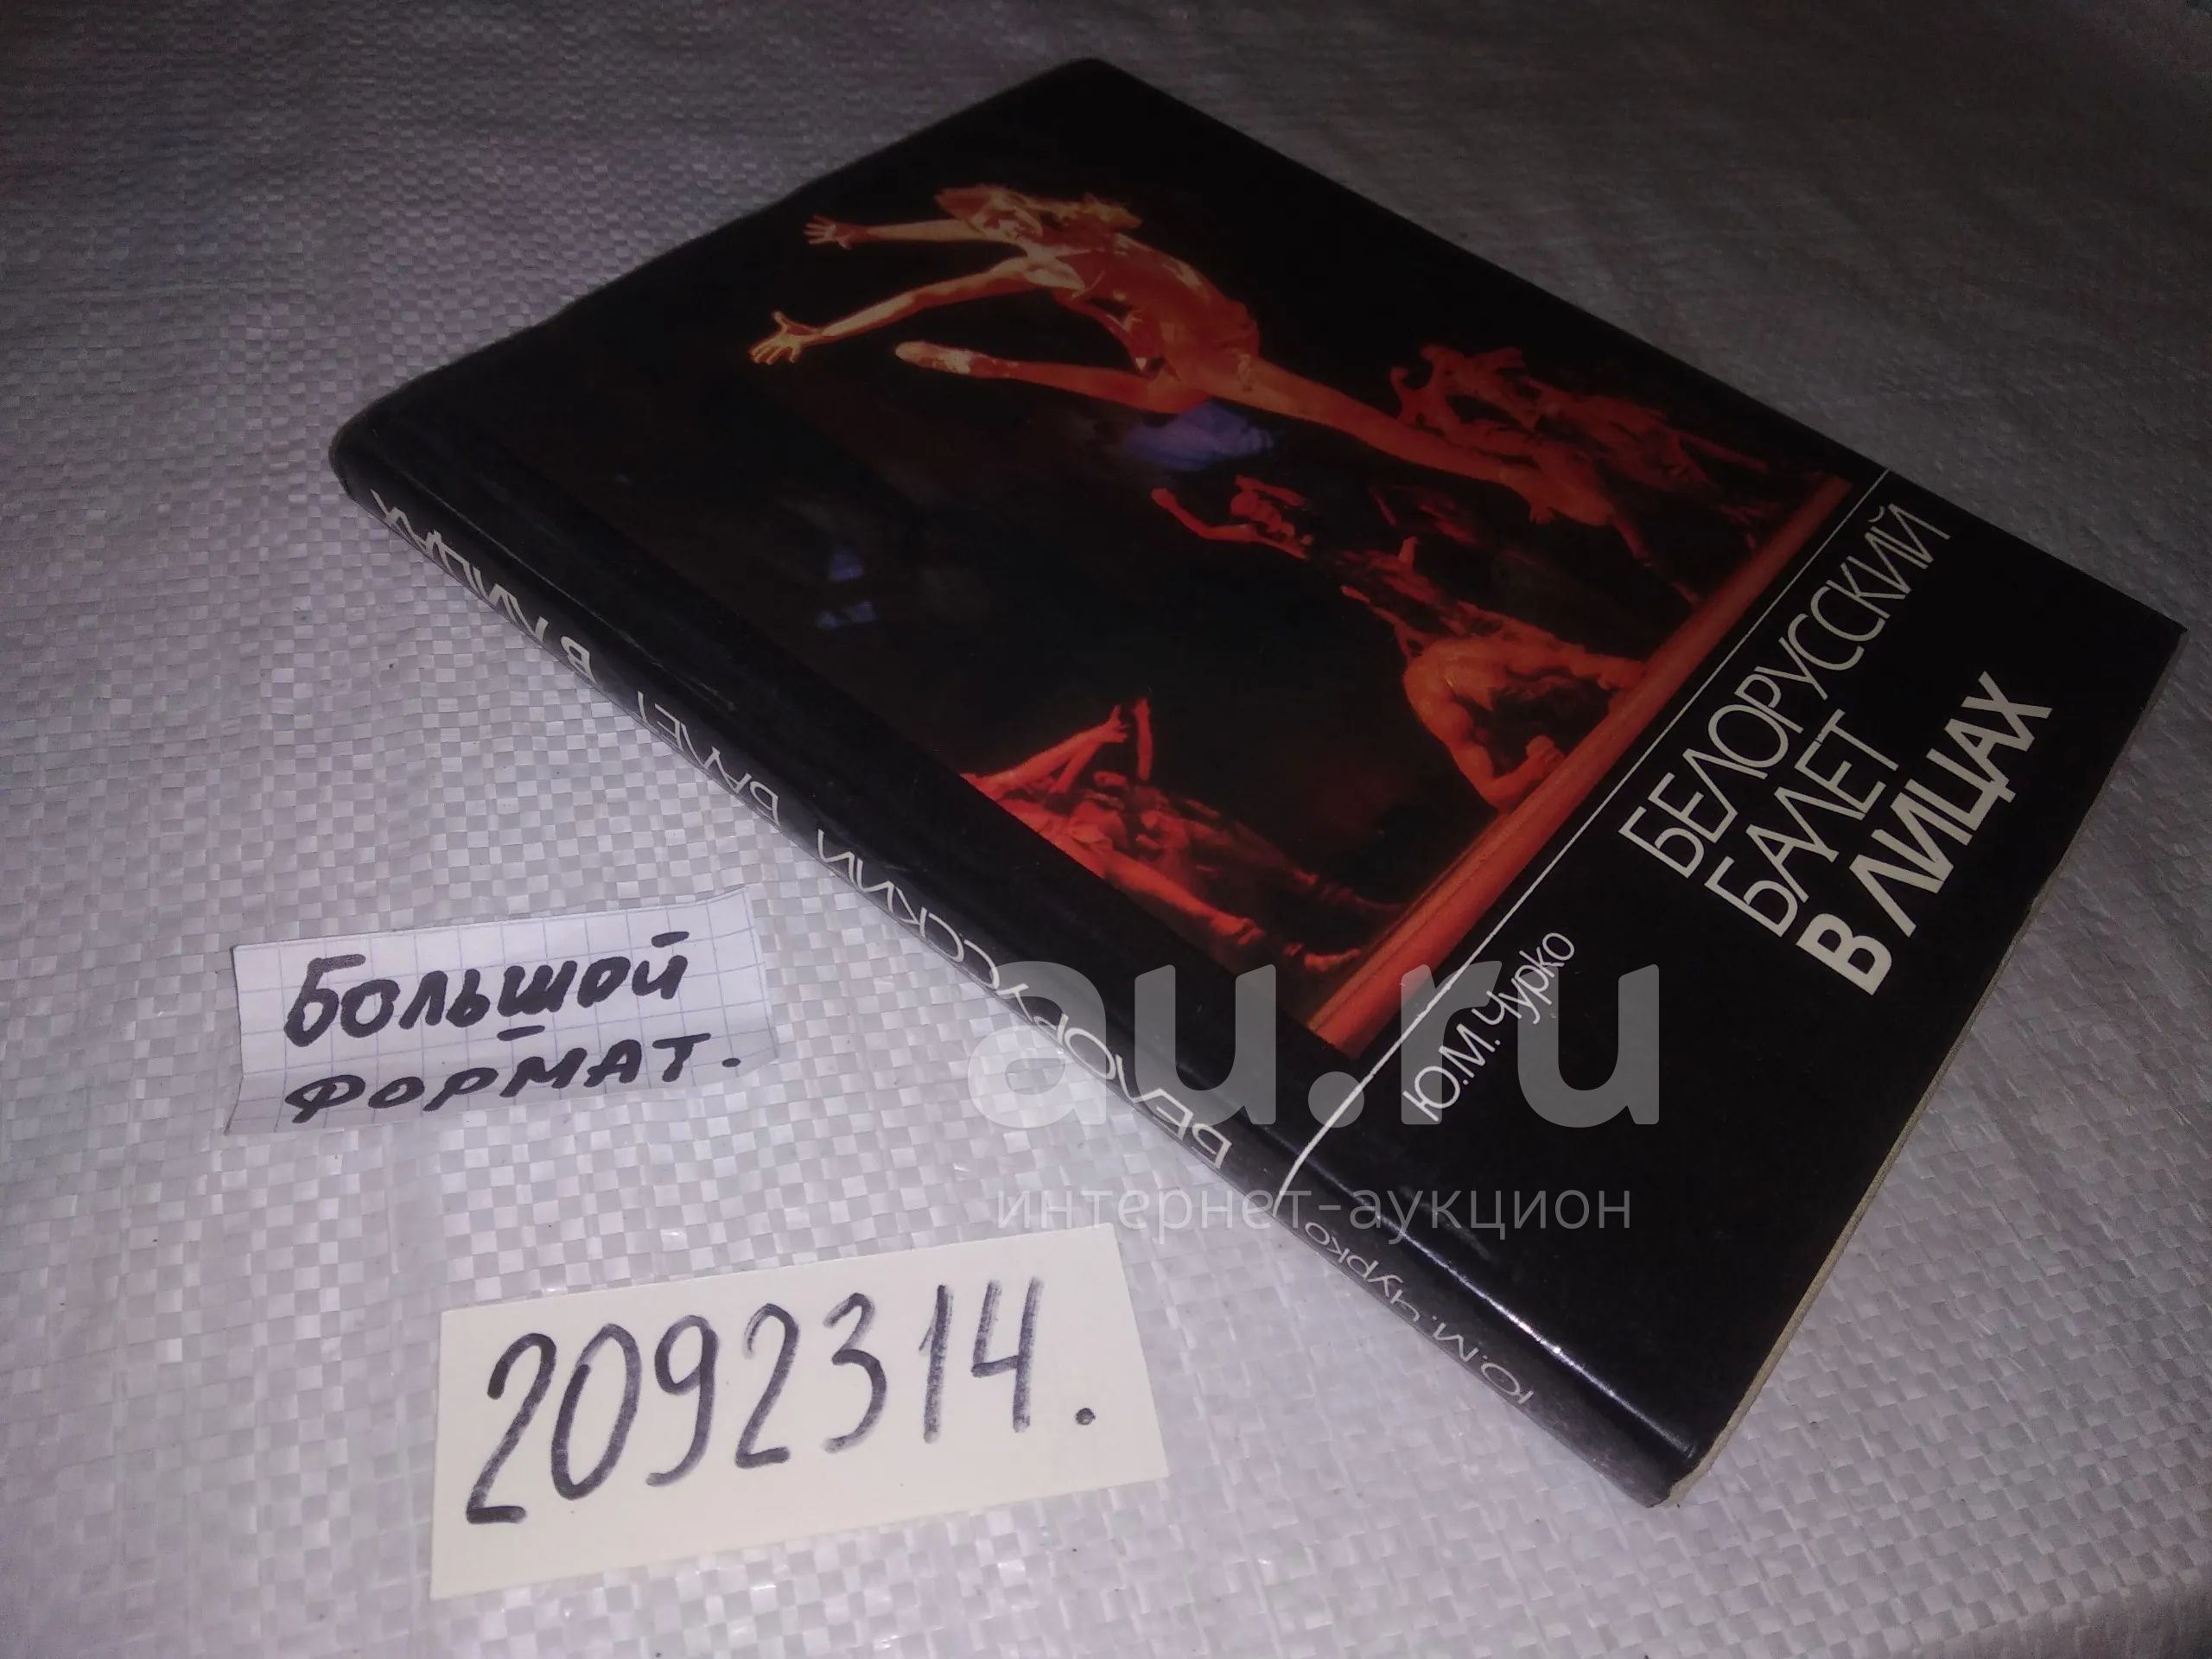 БЕЛОРУССКИЙ
БАЛЕТ
В ЛИЦАХ
Ю.М. Чурко
Ю.М. Чурко БЕЛОРУССКИЙ БАЛЕТ В ЛИЦАХ
Большой
формат.
2092314.
au.ru
интернет-аукцион